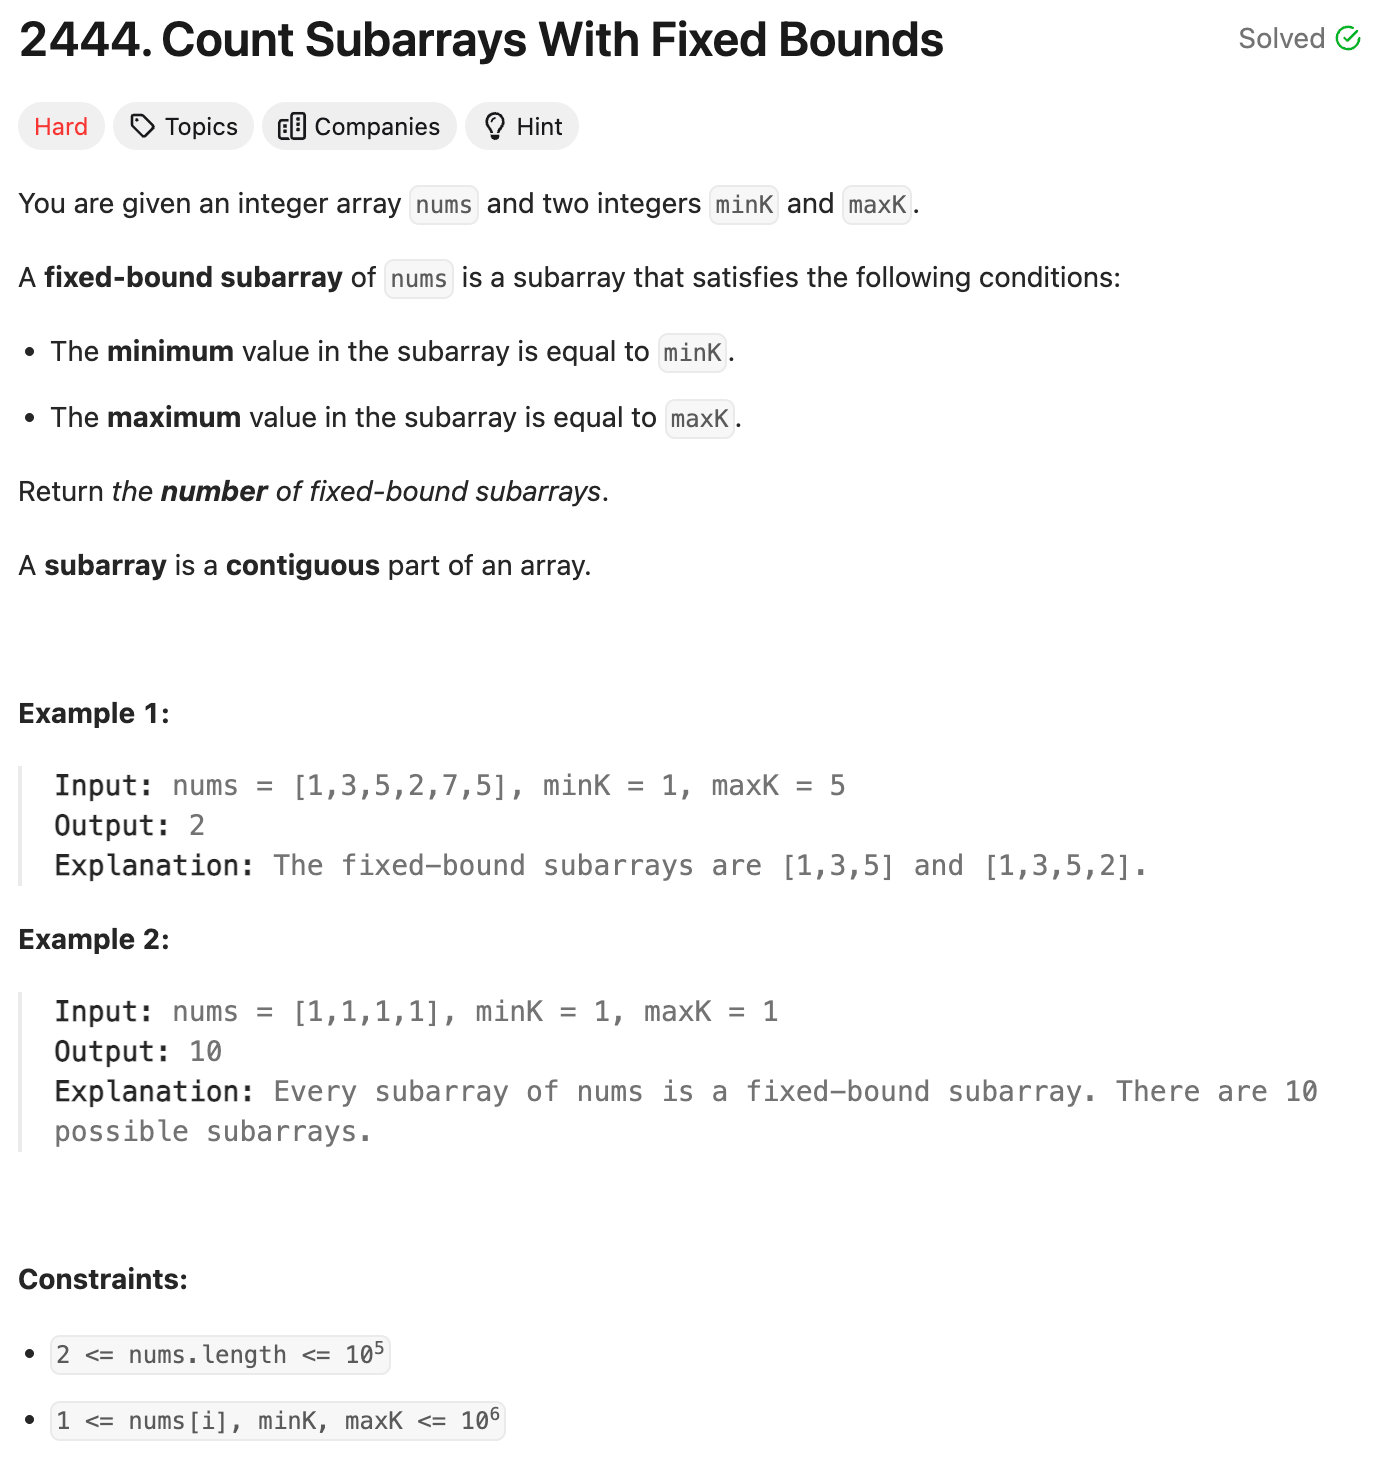 2444. Count Subarrays With Fixed Bounds
Solved
Hard Topics Companies Hint
You are given an integer array nums and two integers minK and maxK.
A fixed-bound subarray of nums is a subarray that satisfies the following conditions:
• The minimum value in the subarray is equal to minK.
• The maximum value in the subarray is equal to maxK.
Return the number of fixed-bound subarrays.
A subarray is a contiguous part of an array.
Example 1:
Input: nums = [1,3,5,2,7,5], minK = 1, maxK = 5
Output: 2
Explanation: The fixed-bound subarrays are [1,3,5] and [1,3,5,2].
Example 2:
Input: nums = [1,1,1,1], minK = 1, maxK = 1
Output: 10
Explanation: Every subarray of nums is a fixed-bound subarray. There are 10
possible subarrays.
Constraints:
• 2 <= nums.length <= 10⁵
• 1 <= nums[i], minK, maxK <= 10⁶